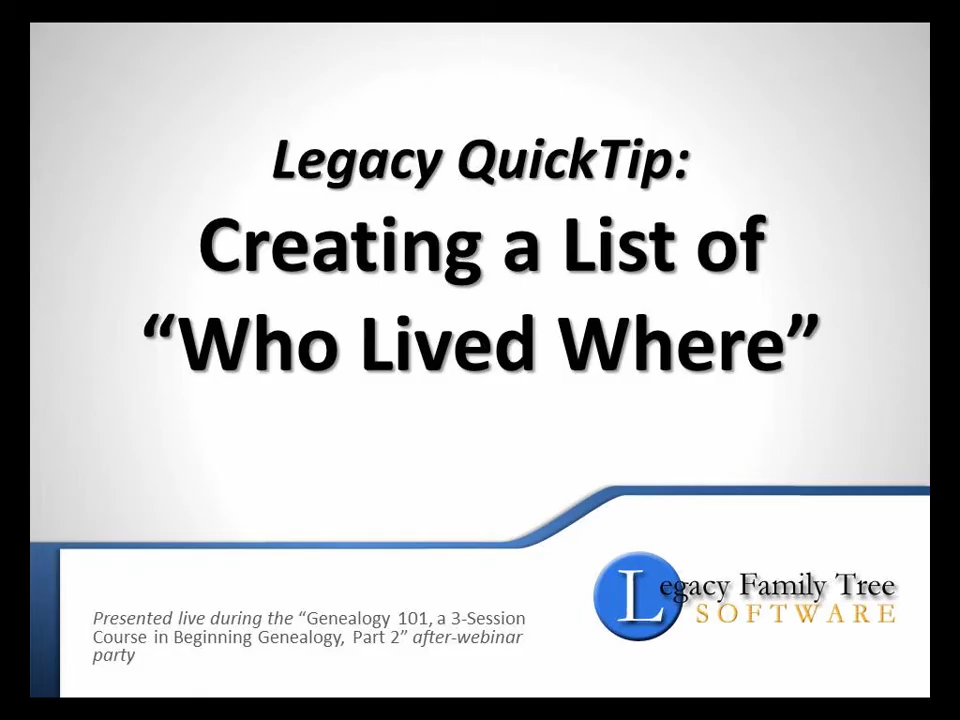 Legacy QuickTip:
Creating a List of
“Who Lived Where”
Legacy Family Tree
SOFTWARE
Presented live during the “Genealogy 101, a 3-Session
Course in Beginning Genealogy, Part 2” after-webinar
party